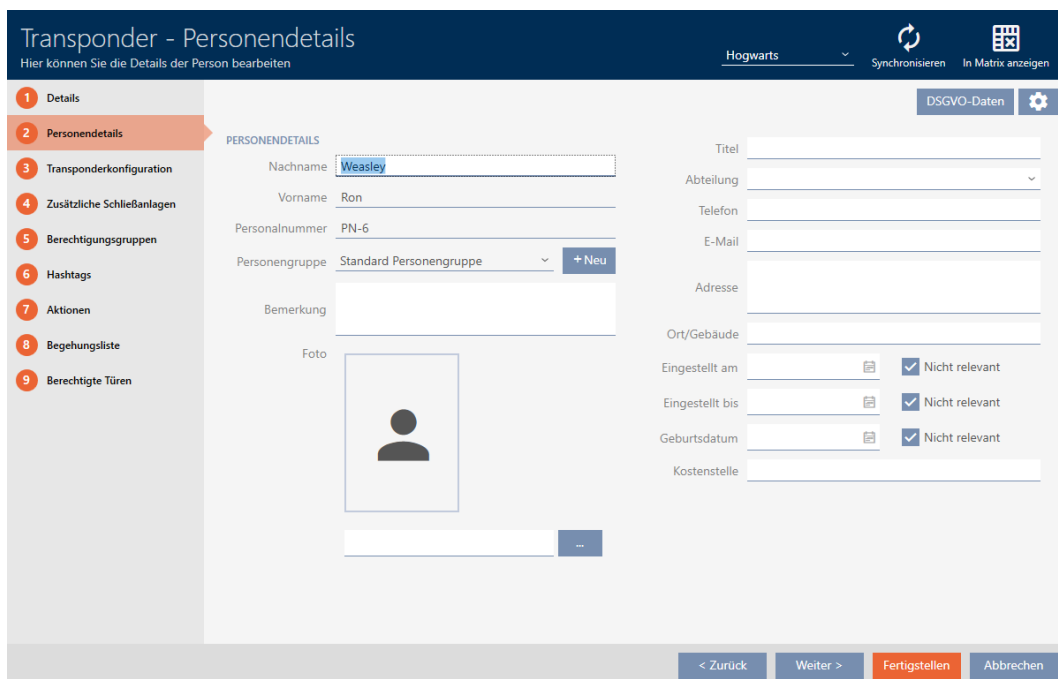 Transponder - Personendetails
Hier können Sie die Details der Person bearbeiten
Hogwarts
Synchronisieren
In Matrix anzeigen
1 Details
2 Personendetails
3 Transponderkonfiguration
4 Zusätzliche Schließanlagen
5 Berechtigungsgruppen
6 Hashtags
7 Aktionen
8 Begehungsliste
9 Berechtigte Türen
DSGVO-Daten
PERSONENDETAILS
Nachname Weasley
Vorname Ron
Personalnummer PN-6
Personengruppe Standard Personengruppe + Neu
Bemerkung
Foto
...
Titel
Abteilung
Telefon
E-Mail
Adresse
Ort/Gebäude
Eingestellt am Nicht relevant
Eingestellt bis Nicht relevant
Geburtsdatum Nicht relevant
Kostenstelle
< Zurück
Weiter >
Fertigstellen
Abbrechen